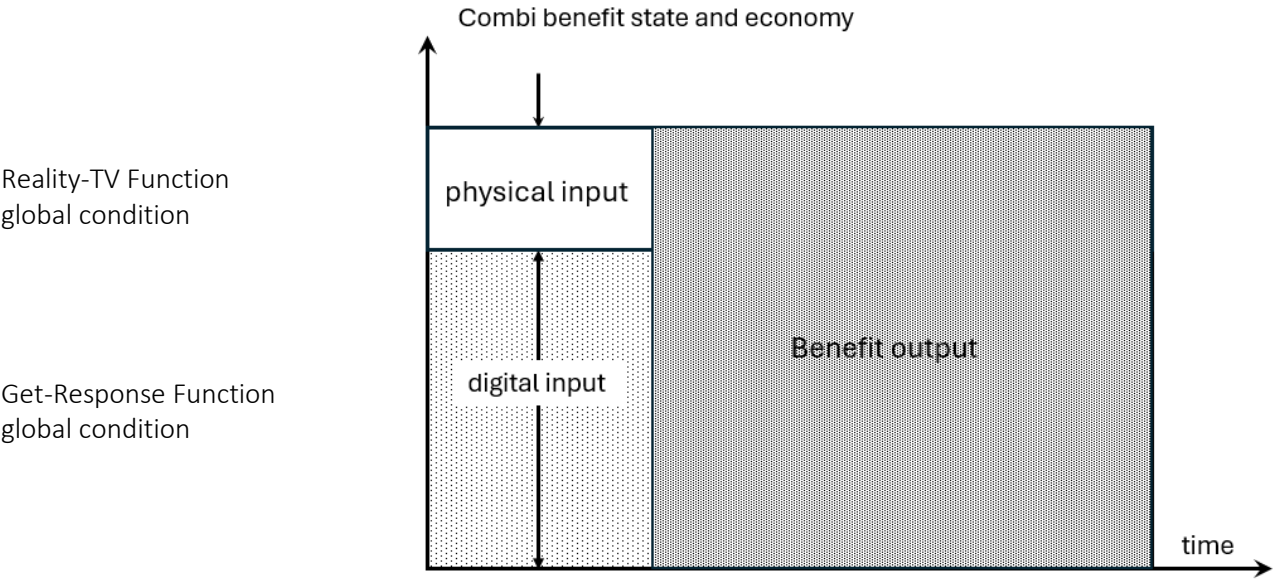 Combi benefit state and economy
Reality-TV Function
global condition
physical input
Benefit output
digital input
Get-Response Function
global condition
time